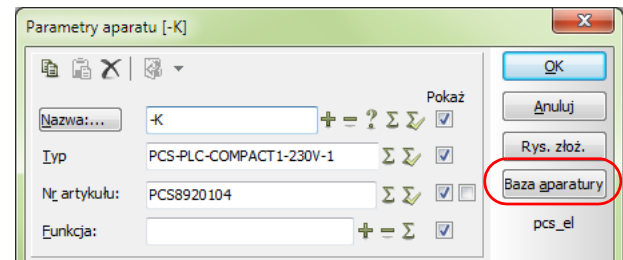 Parametry aparatu [-K]
OK
Pokaż
Nazwa:...
-K
Anuluj
Typ
PCS-PLC-COMPACT1-230V-1
Rys. złoż.
Nr artykułu:
PCS8920104
Baza aparatury
Funkcja:
pcs_el